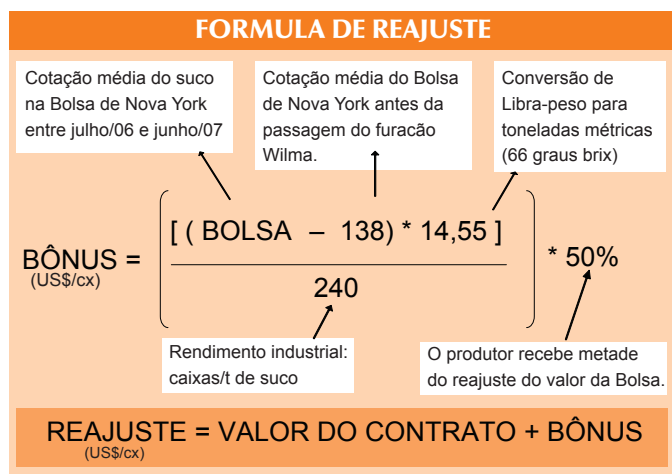 FORMULA DE REAJUSTE
Cotação média do suco
na Bolsa de Nova York
entre julho/06 e junho/07
Cotação média do Bolsa
de Nova York antes da
passagem do furacão
Wilma.
Conversão de
Libra-peso para
toneladas métricas
(66 graus brix)
BÔNUS =
(US$/cx)
[ ( BOLSA – 138) * 14,55 ]
240
* 50%
Rendimento industrial:
caixas/t de suco
O produtor recebe metade
do reajuste do valor da Bolsa.
REAJUSTE = VALOR DO CONTRATO + BÔNUS
(US$/cx)